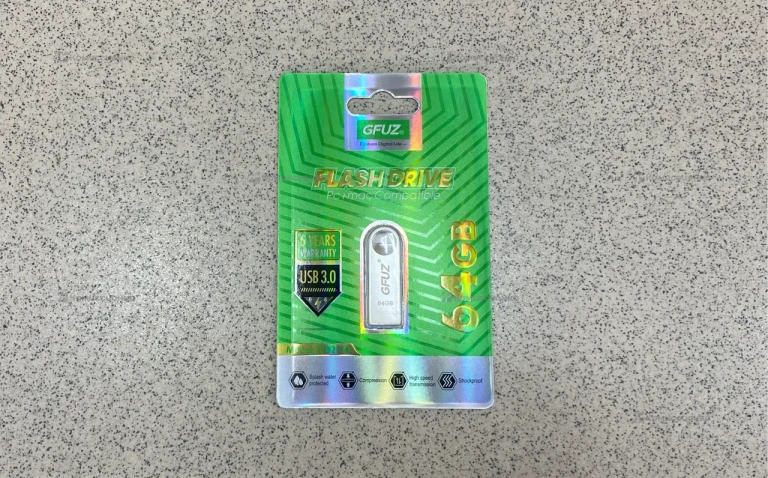 GFUZ
FLASH DRIVE
Pc+mac Compatible
5 YEARS
WARRANTY
USB 3.0
GFUZ
64GB
64GB
Splash water
protected
Compression
High speed
transmission
Shockproof